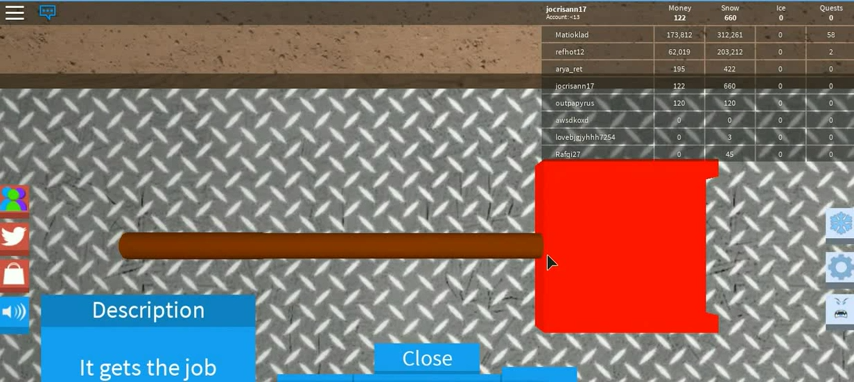 jocrisann17 Money Snow Ice Quests
Account: <13 122 660 0 0
Matioklad 173,812 312,261 0 58
refhot12 62,019 203,212 0 2
arya_ret 195 422 0 0
jocrisann17 122 660 0 0
outpapyrus 120 120 0 0
awsdkoxd 0 0 0 0
lovebjgjyhhh7254 0 3 0 0
Rafqi27 0 45 0 0
Description
It gets the job
Close